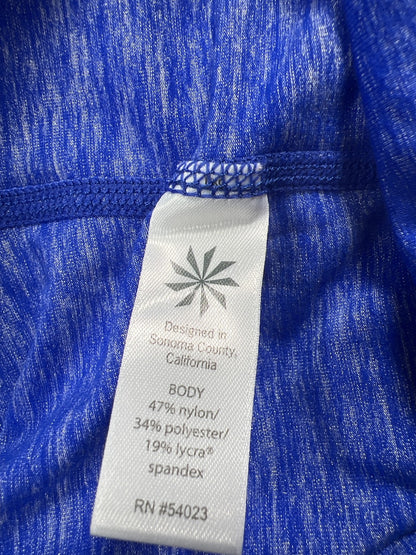 Designed in
Sonoma County,
California
BODY
47% nylon/
34% polyester/
19% lycra®
spandex
RN #54023